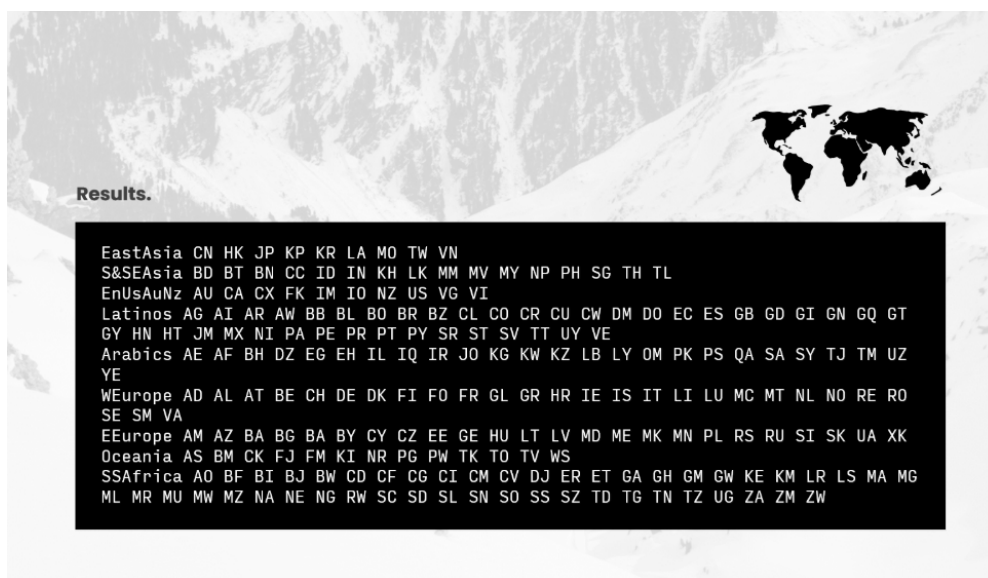 Results.
EastAsia CN HK JP KP KR LA MO TW VN
S&SEAsia BD BT BN CC ID IN KH LK MM MV MY NP PH SG TH TL
EnUsAuNz AU CA CX FK IM IO NZ US VG VI
Latinos AG AI AR AW BB BL BO BR BZ CL CO CR CU CW DM DO EC ES GB GD GI GN GQ GT
GY HN HT JM MX NI PA PE PR PT PY SR ST SV TT UY VE
Arabics AE AF BH DZ EG EH IL IQ IR JO KG KW KZ LB LY OM PK PS QA SA SY TJ TM UZ
YE
WEurope AD AL AT BE CH DE DK FI FO FR GL GR HR IE IS IT LI LU MC MT NL NO RE RO
SE SM VA
EEurope AM AZ BA BG BA BY CY CZ EE GE HU LT LV MD ME MK MN PL RS RU SI SK UA XK
Oceania AS BM CK FJ FM KI NR PG PW TK TO TV WS
SSAfrica AO BF BI BJ BW CD CF CG CI CM CV DJ ER ET GA GH GM GW KE KM LR LS MA MG
ML MR MU MW MZ NA NE NG RW SC SD SL SN SO SS SZ TD TG TN TZ UG ZA ZM ZW